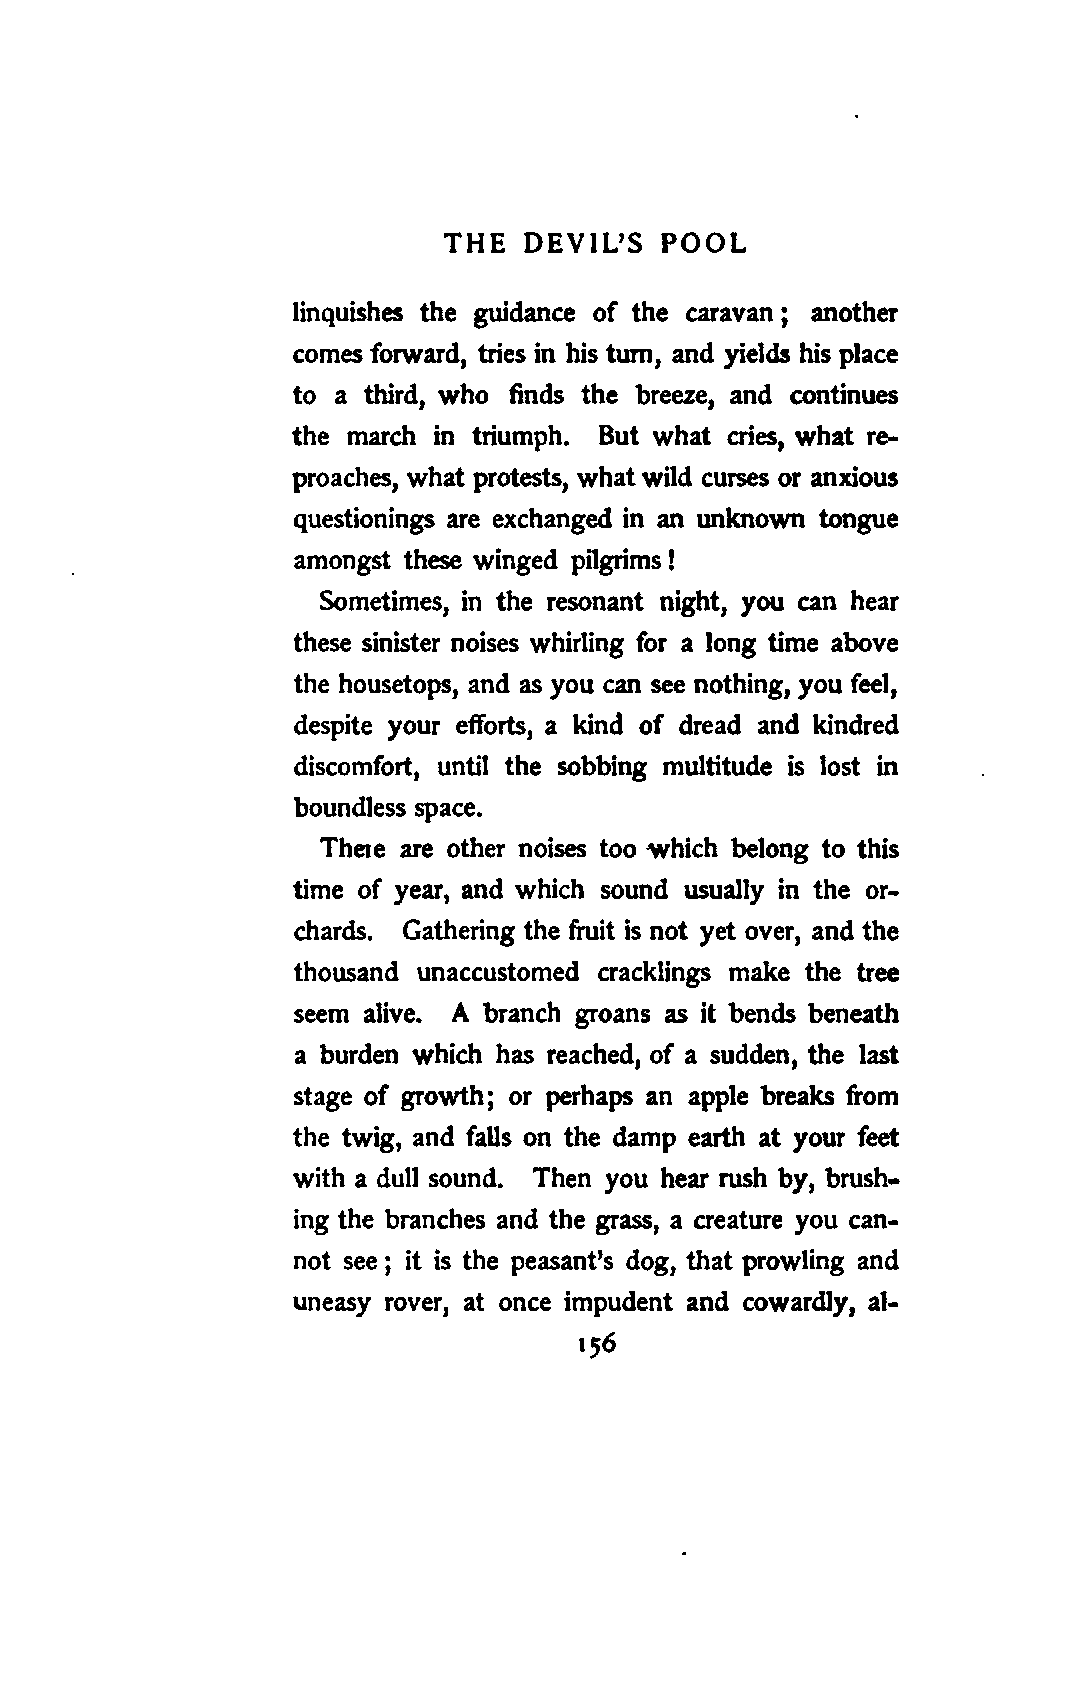 THE DEVIL'S POOL
linquishes the guidance of the caravan; another
comes forward, tries in his turn, and yields his place
to a third, who finds the breeze, and continues
the march in triumph. But what cries, what re-
proaches, what protests, what wild curses or anxious
questionings are exchanged in an unknown tongue
amongst these winged pilgrims!
Sometimes, in the resonant night, you can hear
these sinister noises whirling for a long time above
the housetops, and as you can see nothing, you feel,
despite your efforts, a kind of dread and kindred
discomfort, until the sobbing multitude is lost in
boundless space.
There are other noises too which belong to this
time of year, and which sound usually in the or-
chards. Gathering the fruit is not yet over, and the
thousand unaccustomed cracklings make the tree
seem alive. A branch groans as it bends beneath
a burden which has reached, of a sudden, the last
stage of growth; or perhaps an apple breaks from
the twig, and falls on the damp earth at your feet
with a dull sound. Then you hear rush by, brush-
ing the branches and the grass, a creature you can-
not see; it is the peasant's dog, that prowling and
uneasy rover, at once impudent and cowardly, al-
156